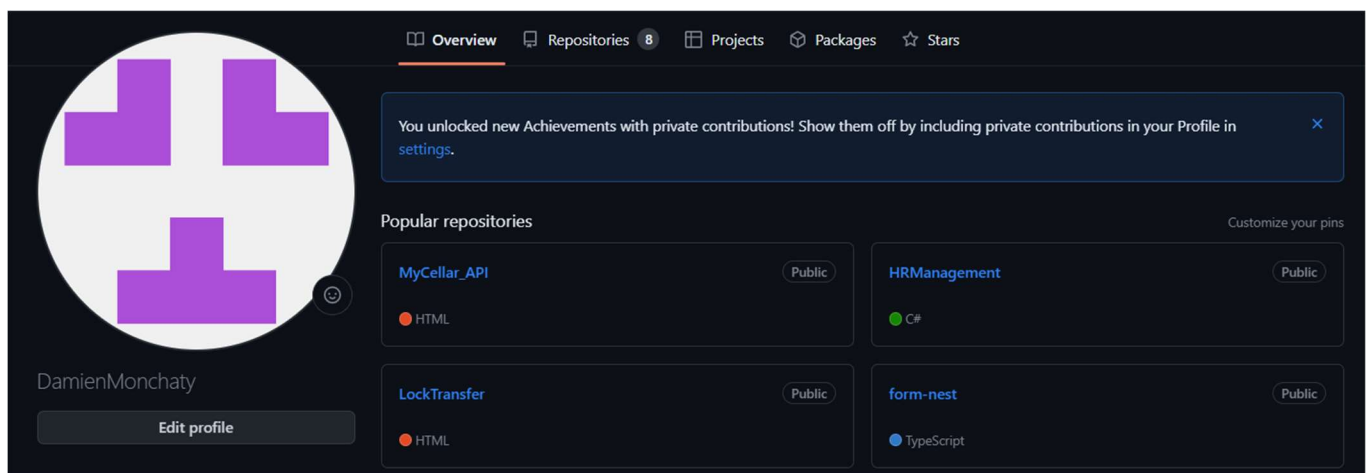 Overview Repositories 8 Projects Packages Stars
You unlocked new Achievements with private contributions! Show them off by including private contributions in your Profile in
settings.
Popular repositories
Customize your pins
MyCellar_API Public
HTML
HRManagement Public
C#
LockTransfer Public
HTML
form-nest Public
TypeScript
DamienMonchaty
Edit profile